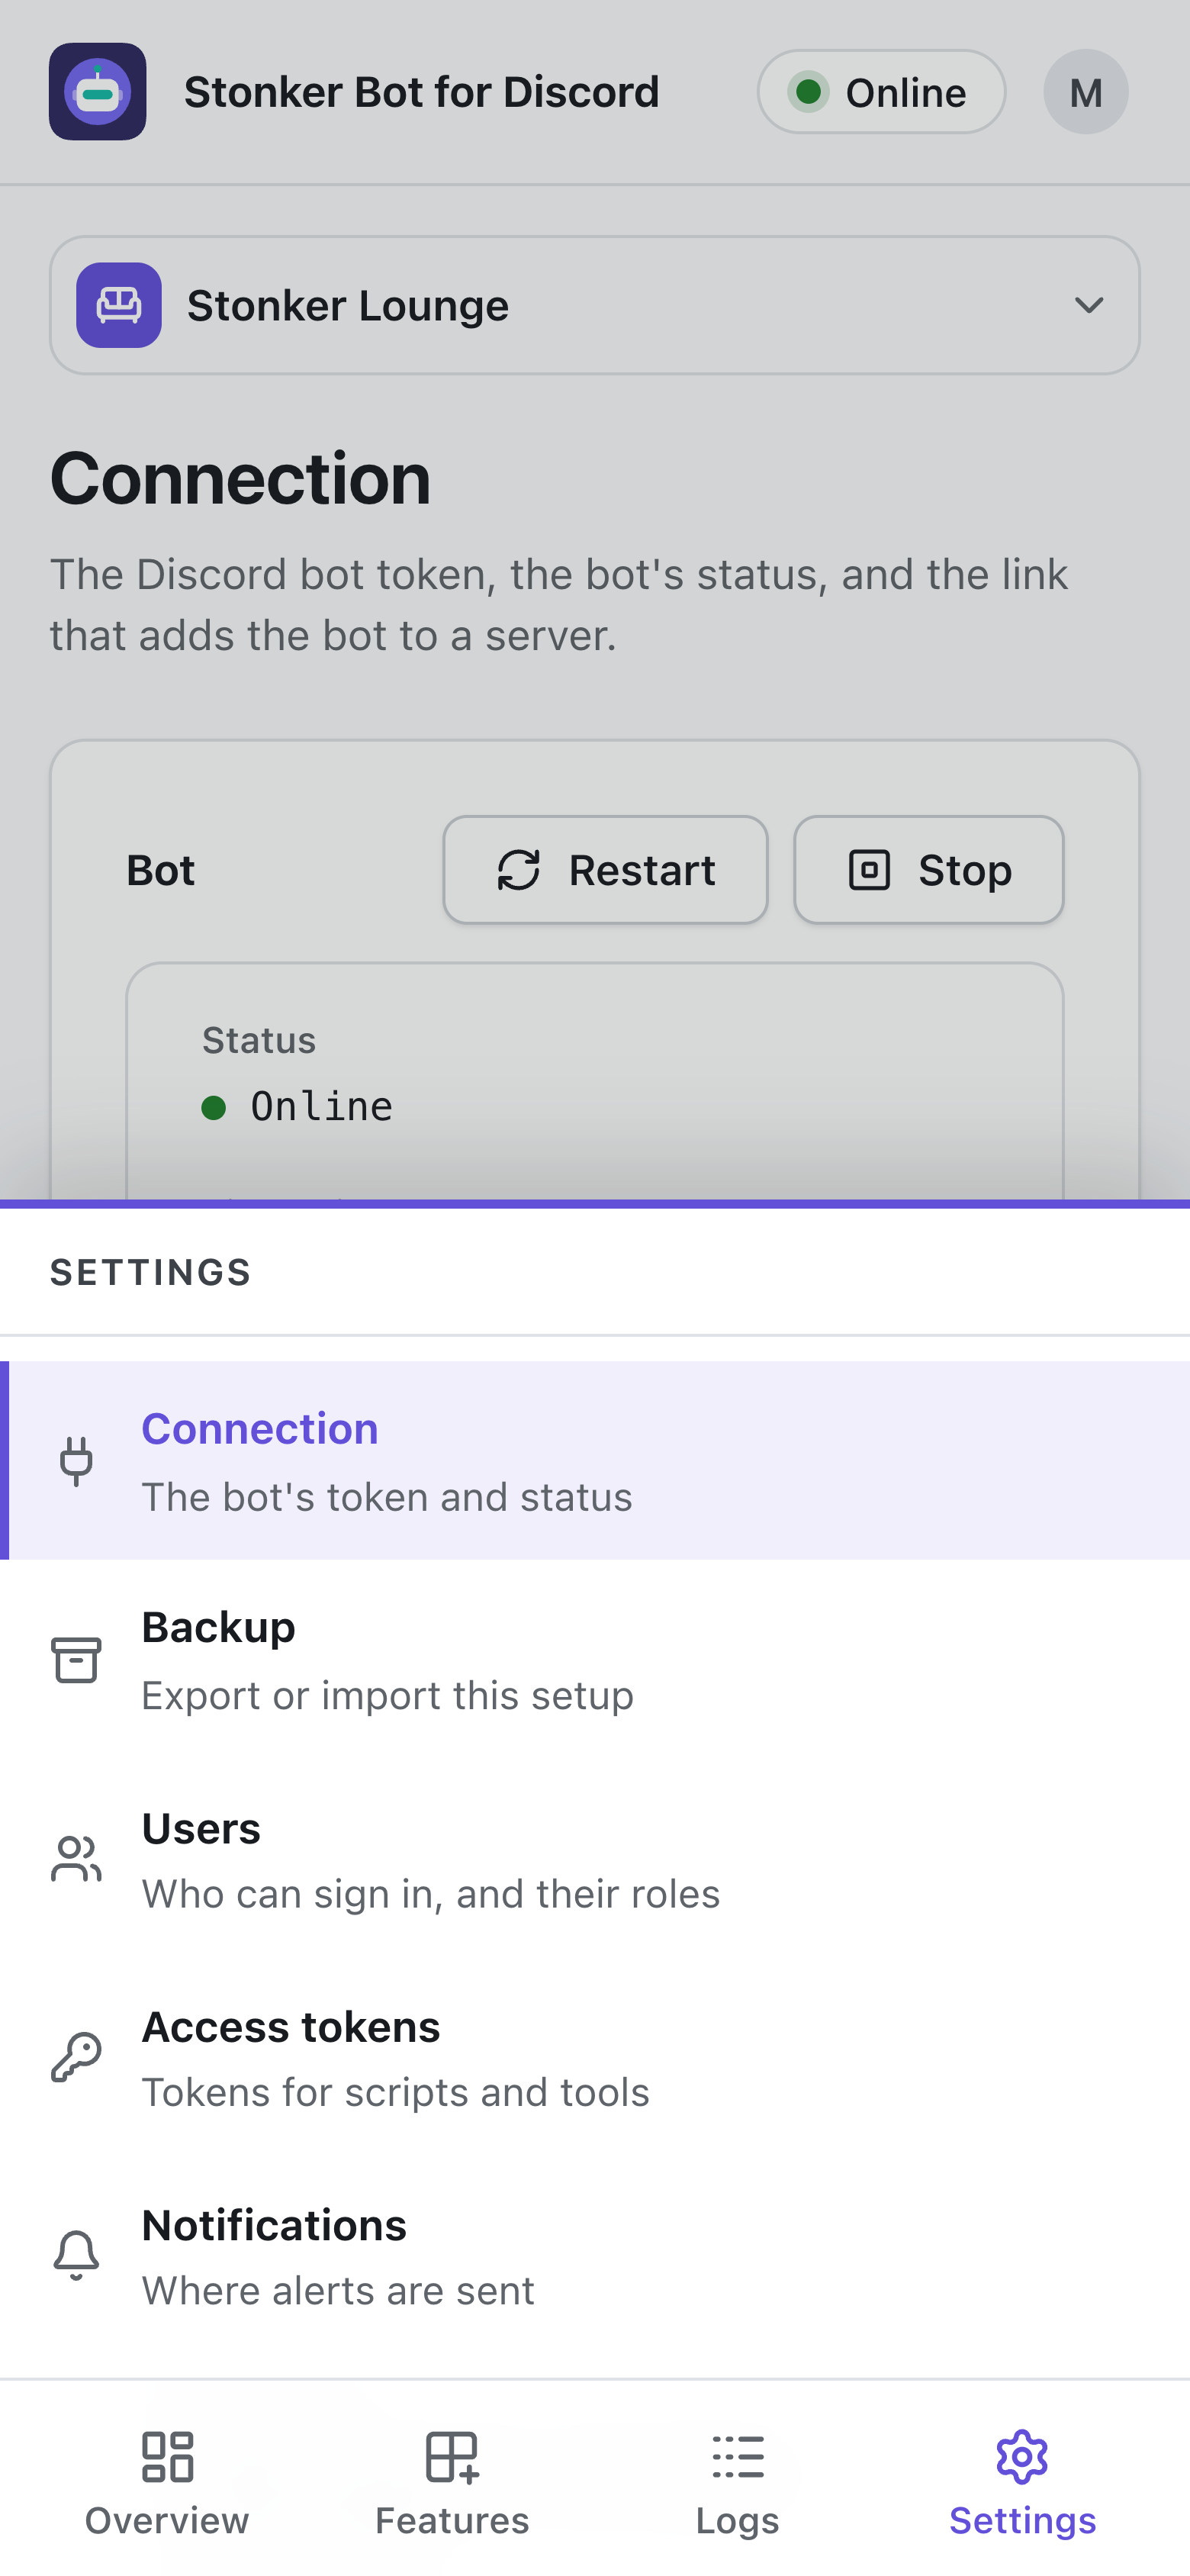 Stonker Bot for Discord
Online
M
Stonker Lounge
Connection
The Discord bot token, the bot's status, and the link
that adds the bot to a server.
Bot
Restart
Stop
Status
Online
SETTINGS
Connection
The bot's token and status
Backup
Export or import this setup
Users
Who can sign in, and their roles
Access tokens
Tokens for scripts and tools
Notifications
Where alerts are sent
Overview
Features
Logs
Settings